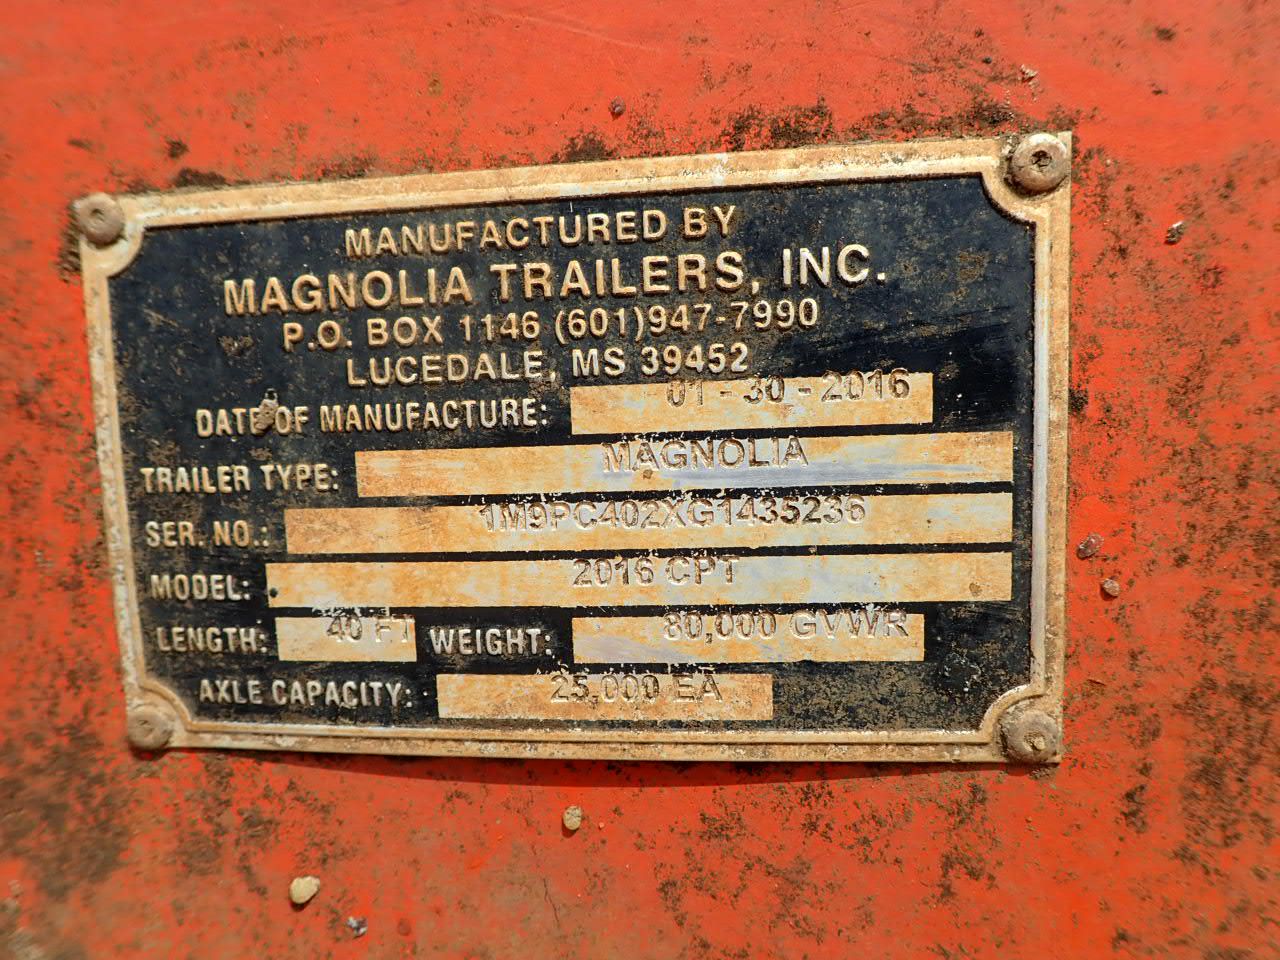 MANUFACTURED BY
MAGNOLIA TRAILERS, INC.
P.O. BOX 1146 (601)947-7990
LUCEDALE, MS 39452
DATE OF MANUFACTURE: 01-30-2016
TRAILER TYPE: MAGNOLIA
SER. NO.: 1M9PC402XG1435236
MODEL: 2016 CPT
LENGTH: 40 FT WEIGHT: 80,000 GVWR
AXLE CAPACITY: 25,000 EA